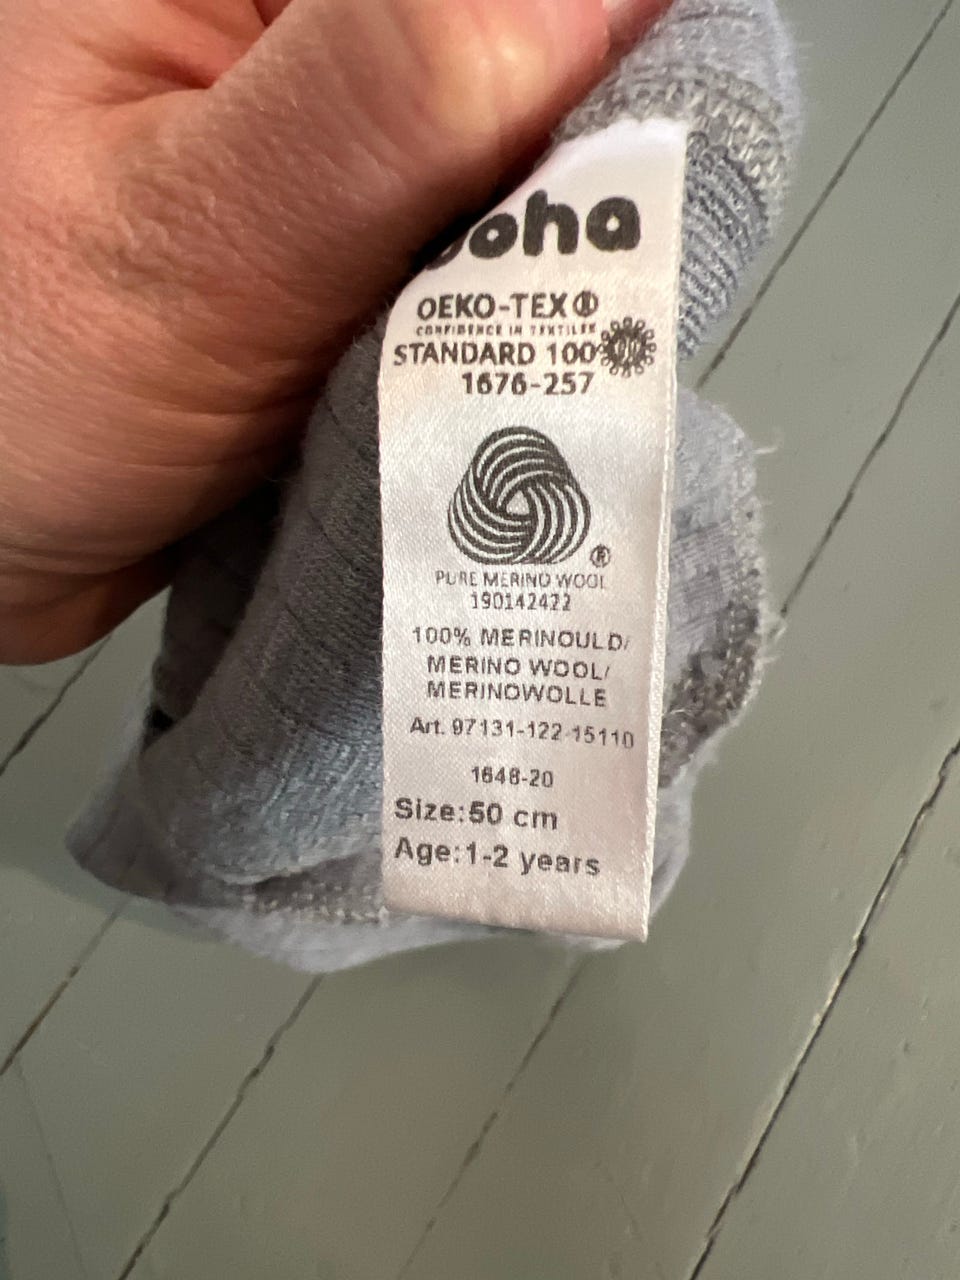 joha
OEKO-TEX®
CONFIDENCE IN TEXTILES
STANDARD 100
1676-257
®
PURE MERINO WOOL
190142422
100% MERINOULD/
MERINO WOOL/
MERINOWOLLE
Art. 97131-122-15110
1648-20
Size:50 cm
Age:1-2 years